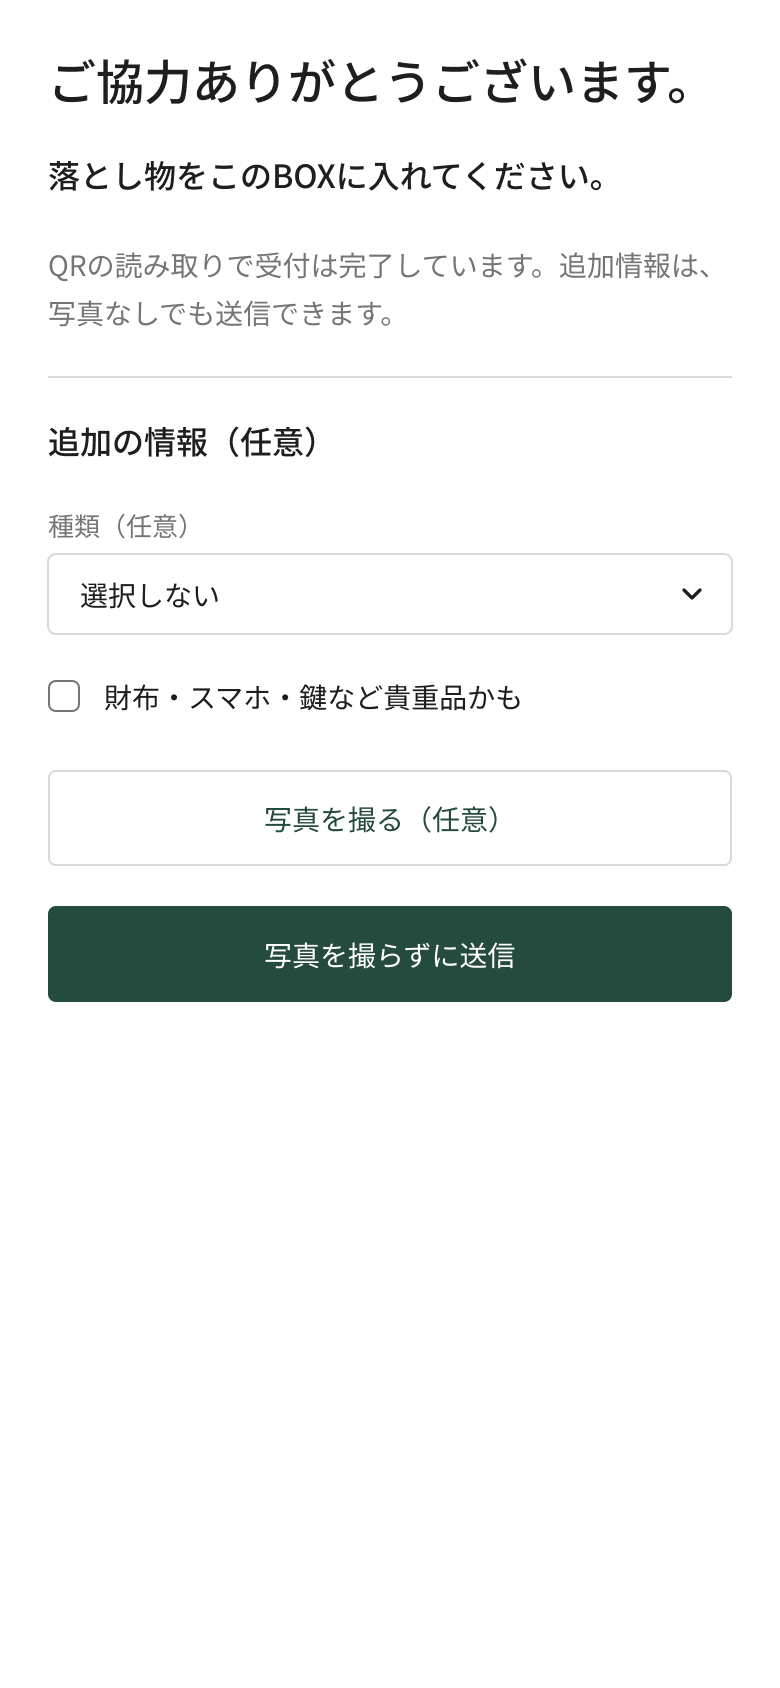 ご協力ありがとうございます。
落とし物をこのBOXに入れてください。
QRの読み取りで受付は完了しています。追加情報は、
写真なしでも送信できます。
追加の情報（任意）
種類（任意）
選択しない
財布・スマホ・鍵など貴重品かも
写真を撮る（任意）
写真を撮らずに送信